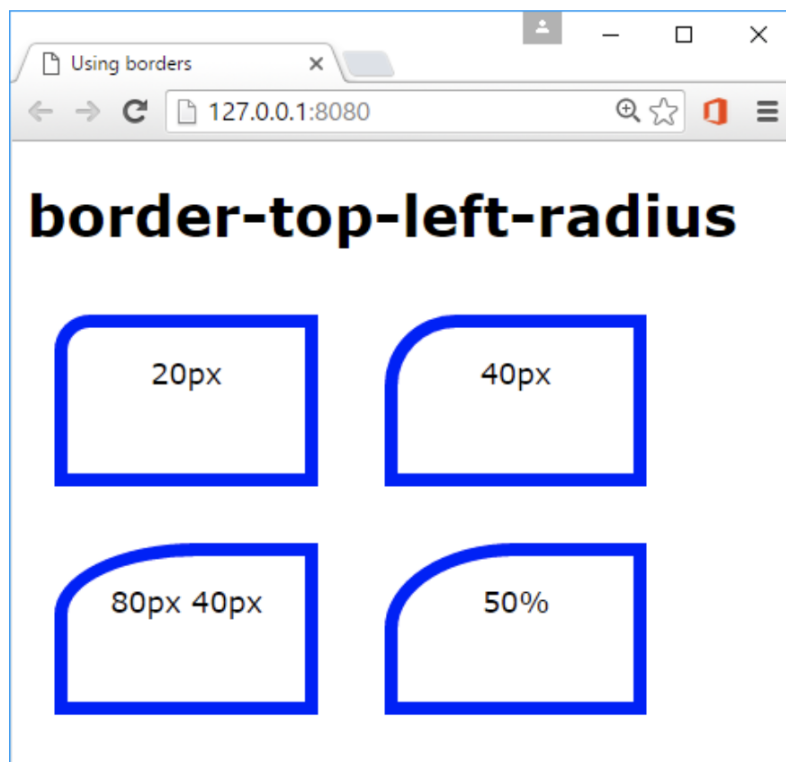 Using borders
127.0.0.1:8080
border-top-left-radius
20px 40px
80px 40px 50%